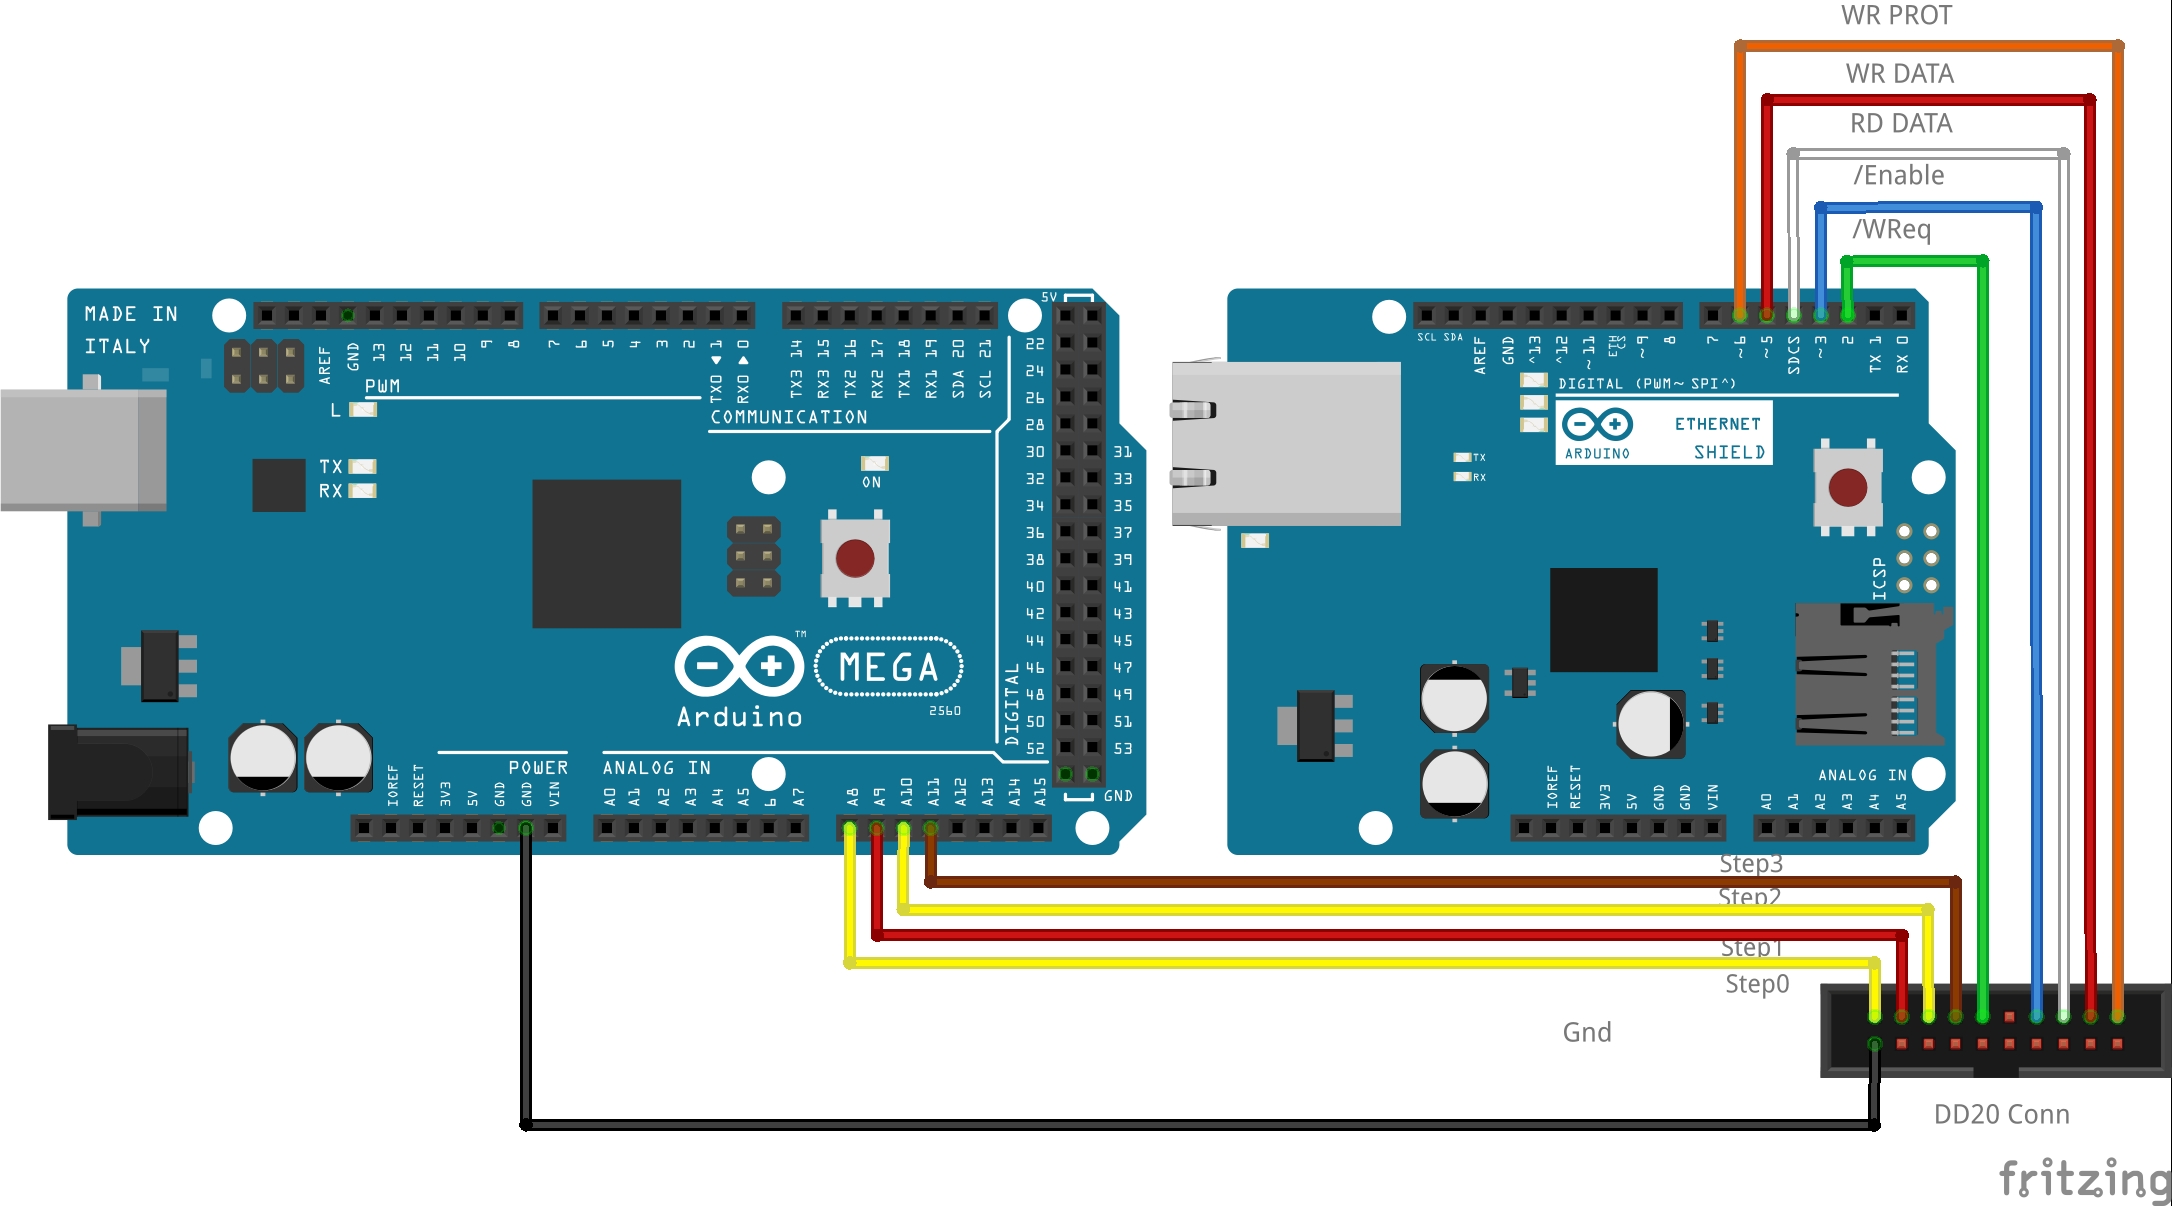 WR PROT
WR DATA
RD DATA
/Enable
/WReq
MADE IN
ITALY
AREF
GND
13
12
11
10
9
8
7
6
5
4
3
2
TX0 ◀ 1
RX0 ▶ 0
TX3 14
RX3 15
TX2 16
RX2 17
TX1 18
RX1 19
SDA 20
SCL 21
5V
PWM
L
COMMUNICATION
TX
RX
ON
22
24
26
28
30 31
32 33
34 35
36 37
38 39
40 41
42 43
44 45
46 47
48 49
50 51
52 53
GND
DIGITAL
TM
MEGA
Arduino
2560
POWER
ANALOG IN
IOREF
RESET
3V3
5V
GND
GND
VIN
A0
A1
A2
A3
A4
A5
6
A7
A8
A9
A10
A11
A12
A13
A14
A15
SCL SDA
AREF
GND
^13
^12
~11
ETH CS
~9
8
7
~6
~5
SDCS
~3
2
TX 1
RX 0
DIGITAL (PWM~ SPI^)
ARDUINO
ETHERNET
SHIELD
TX
RX
ICSP
ANALOG IN
IOREF
RESET
3V3
5V
GND
GND
VIN
A0
A1
A2
A3
A4
A5
Step3
Step2
Step1
Step0
Gnd
DD20 Conn
fritzing